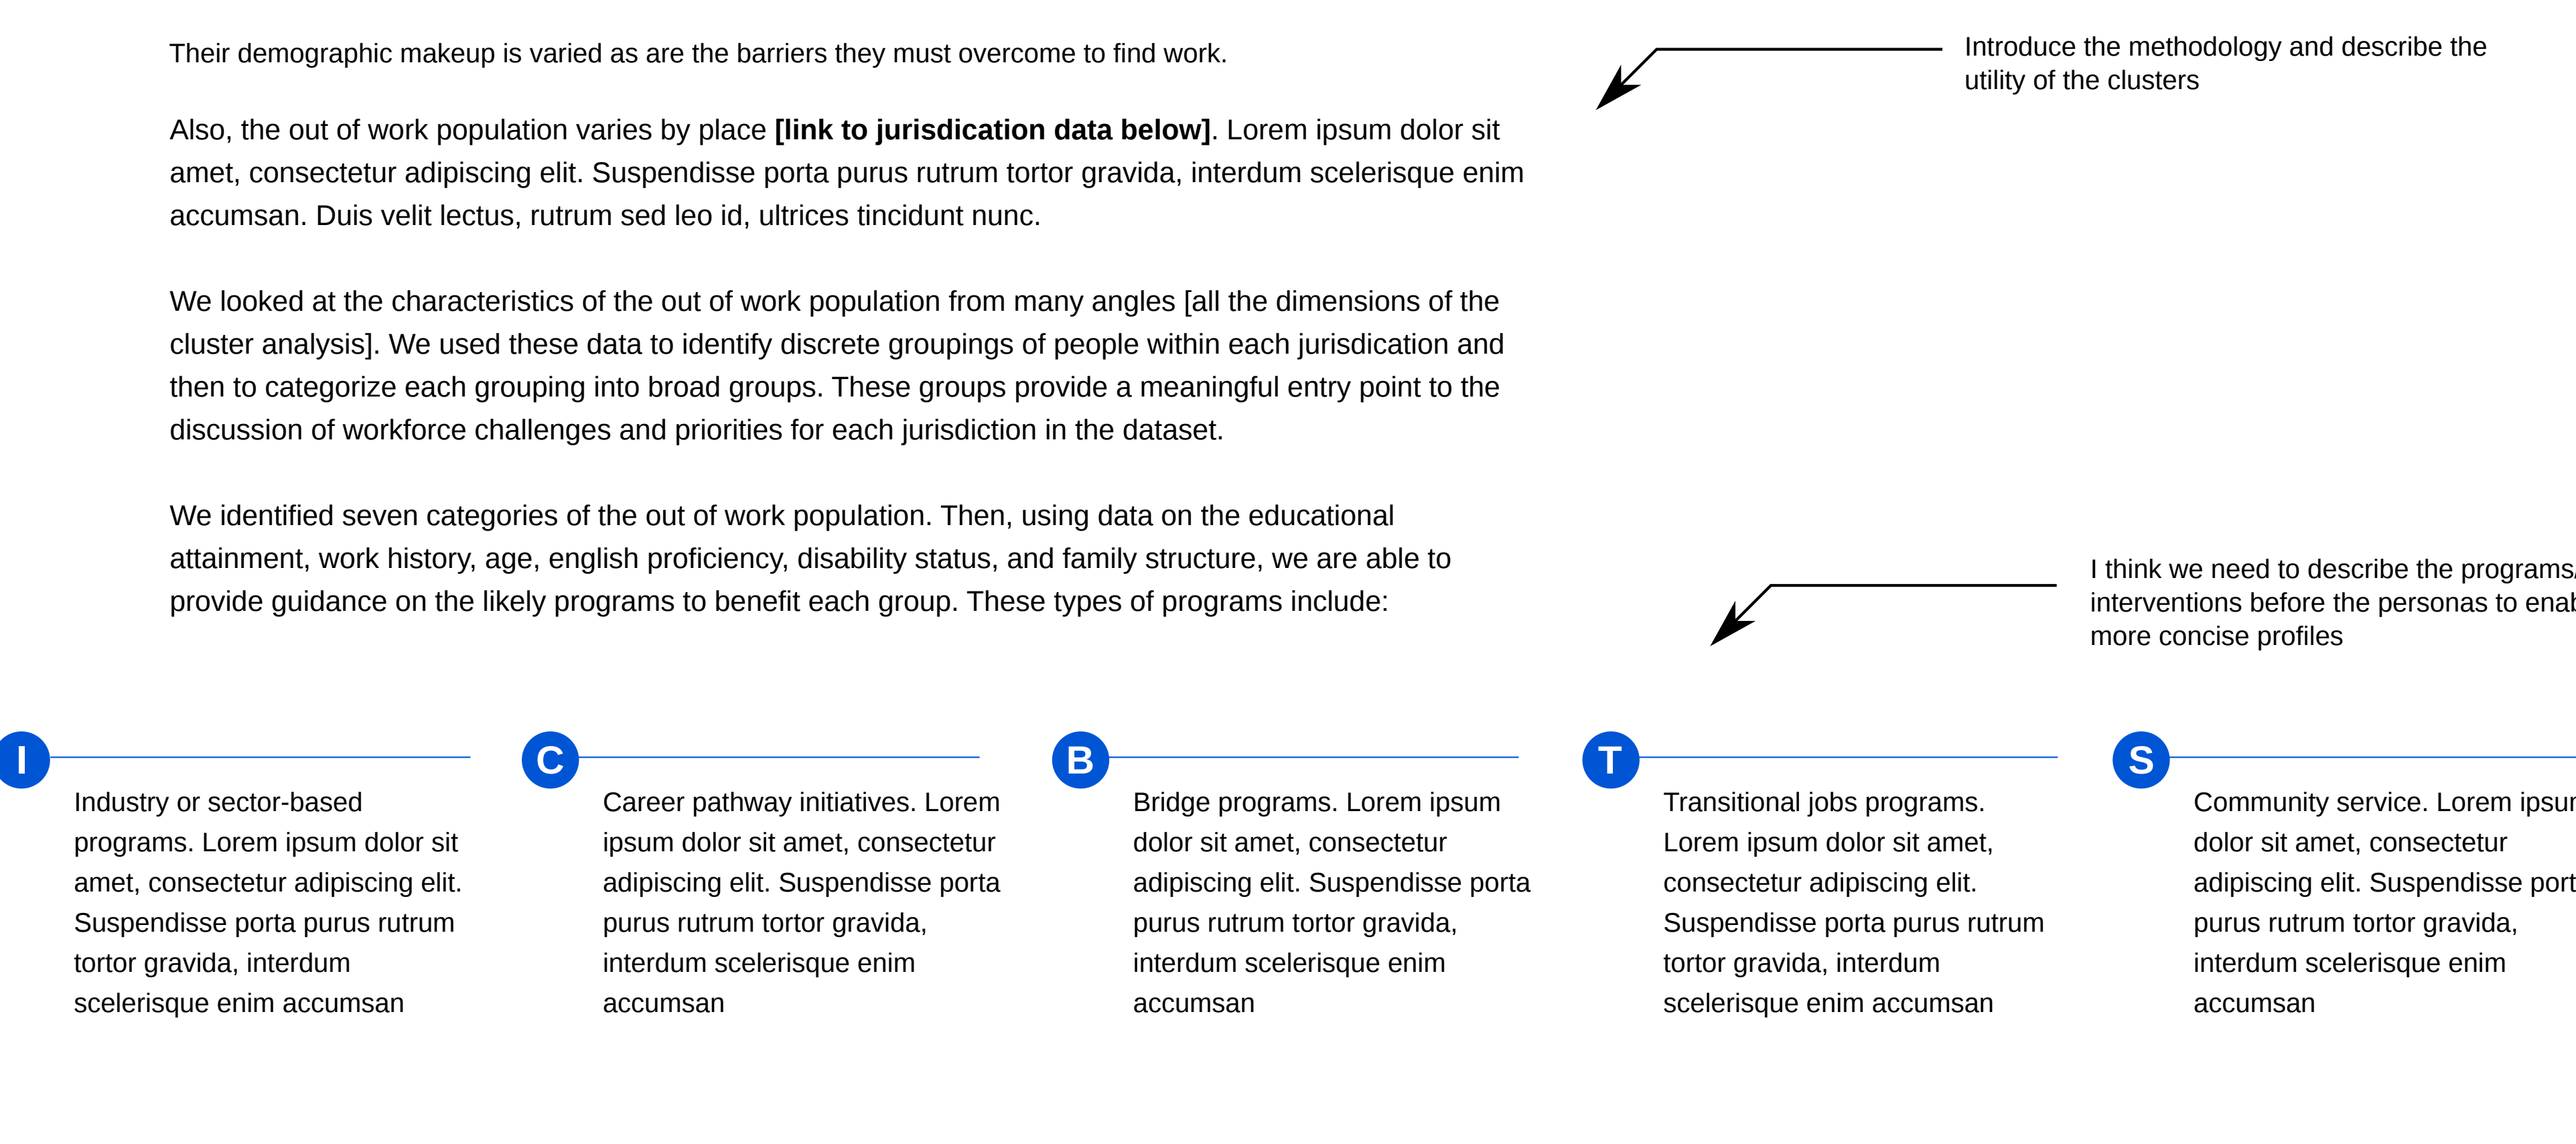 Their demographic makeup is varied as are the barriers they must overcome to find work.
Introduce the methodology and describe the
utility of the clusters
Also, the out of work population varies by place [link to jurisdication data below]. Lorem ipsum dolor sit
amet, consectetur adipiscing elit. Suspendisse porta purus rutrum tortor gravida, interdum scelerisque enim
accumsan. Duis velit lectus, rutrum sed leo id, ultrices tincidunt nunc.
We looked at the characteristics of the out of work population from many angles [all the dimensions of the
cluster analysis]. We used these data to identify discrete groupings of people within each jurisdication and
then to categorize each grouping into broad groups. These groups provide a meaningful entry point to the
discussion of workforce challenges and priorities for each jurisdiction in the dataset.
We identified seven categories of the out of work population. Then, using data on the educational
attainment, work history, age, english proficiency, disability status, and family structure, we are able to
provide guidance on the likely programs to benefit each group. These types of programs include:
I think we need to describe the programs/
interventions before the personas to
more concise profiles
I
Industry or sector-based
programs. Lorem ipsum dolor sit
amet, consectetur adipiscing elit.
Suspendisse porta purus rutrum
tortor gravida, interdum
scelerisque enim accumsan
C
Career pathway initiatives. Lorem
ipsum dolor sit amet, consectetur
adipiscing elit. Suspendisse porta
purus rutrum tortor gravida,
interdum scelerisque enim
accumsan
B
Bridge programs. Lorem ipsum
dolor sit amet, consectetur
adipiscing elit. Suspendisse porta
purus rutrum tortor gravida,
interdum scelerisque enim
accumsan
T
Transitional jobs programs.
Lorem ipsum dolor sit amet,
consectetur adipiscing elit.
Suspendisse porta purus rutrum
tortor gravida, interdum
scelerisque enim accumsan
S
Community service. Lorem
dolor sit amet, consectetur
adipiscing elit. Suspendisse
purus rutrum tortor gravida,
interdum scelerisque enim
accumsan